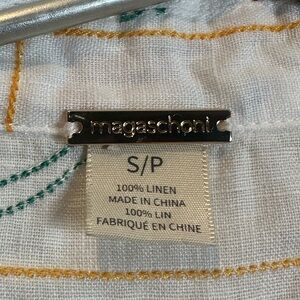 magaschoni
S/P
100% LINEN
MADE IN CHINA
100% LIN
FABRIQUÉ EN CHINE